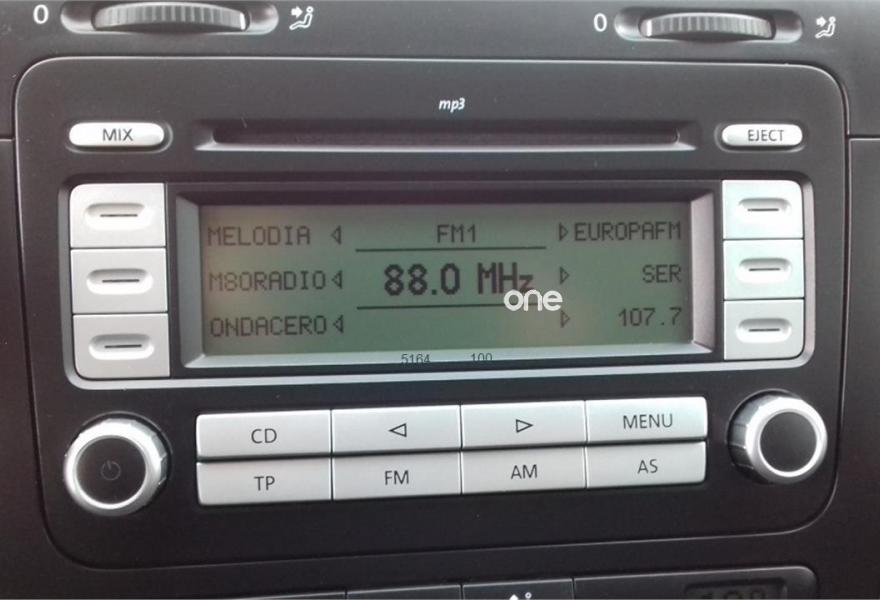 0
0
mp3
MIX
EJECT
MELODIA FM1 EUROPAFM
M80RADIO 88.0 MHz SER
one
ONDACERO 107.7
5164 100
CD MENU
TP FM AM AS